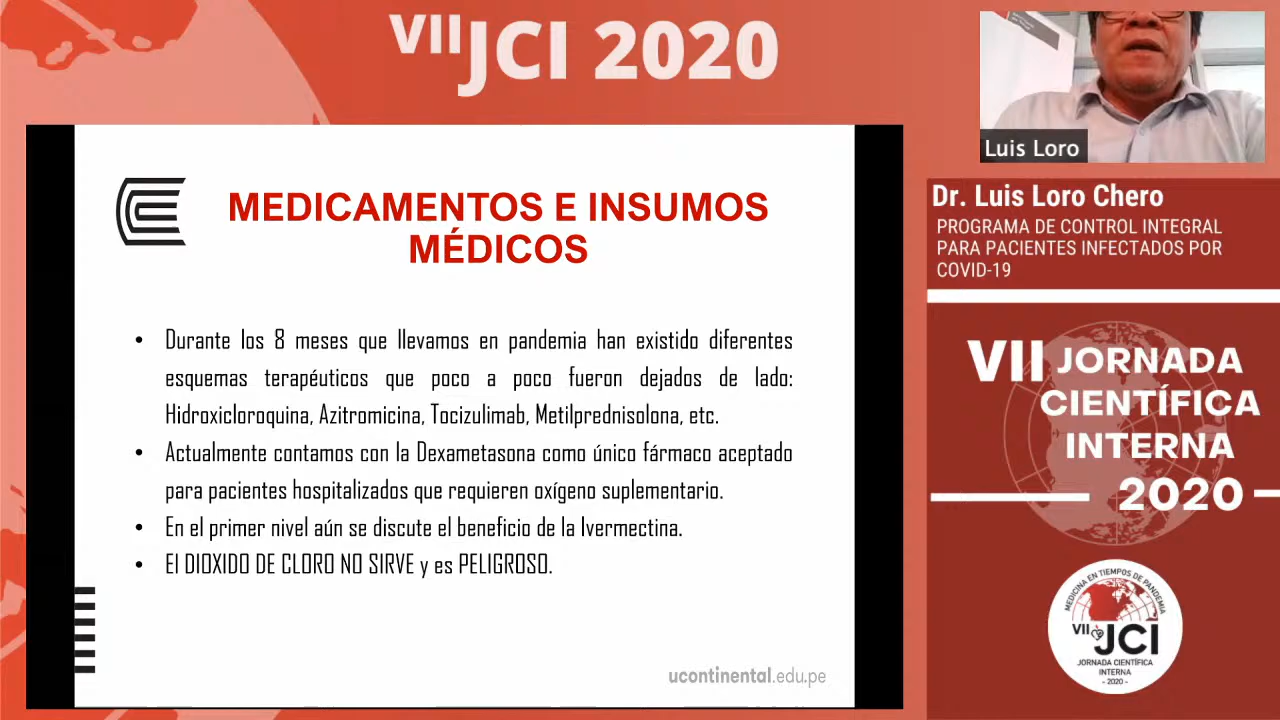 VII JCI 2020
MEDICAMENTOS E INSUMOS
MÉDICOS
• Durante los 8 meses que llevamos en pandemia han existido diferentes
esquemas terapéuticos que poco a poco fueron dejados de lado:
Hidroxicloroquina, Azitromicina, Tocizulimab, Metilprednisolona, etc.
• Actualmente contamos con la Dexametasona como único fármaco aceptado
para pacientes hospitalizados que requieren oxígeno suplementario.
• En el primer nivel aún se discute el beneficio de la Ivermectina.
• El DIOXIDO DE CLORO NO SIRVE y es PELIGROSO.
ucontinental.edu.pe
Luis Loro
Dr. Luis Loro Chero
PROGRAMA DE CONTROL INTEGRAL
PARA PACIENTES INFECTADOS POR
COVID-19
VII JORNADA
CIENTÍFICA
INTERNA
2020
MEDICINA EN TIEMPOS DE PANDEMIA
VII JCI
JORNADA CIENTÍFICA
INTERNA
- 2020 -